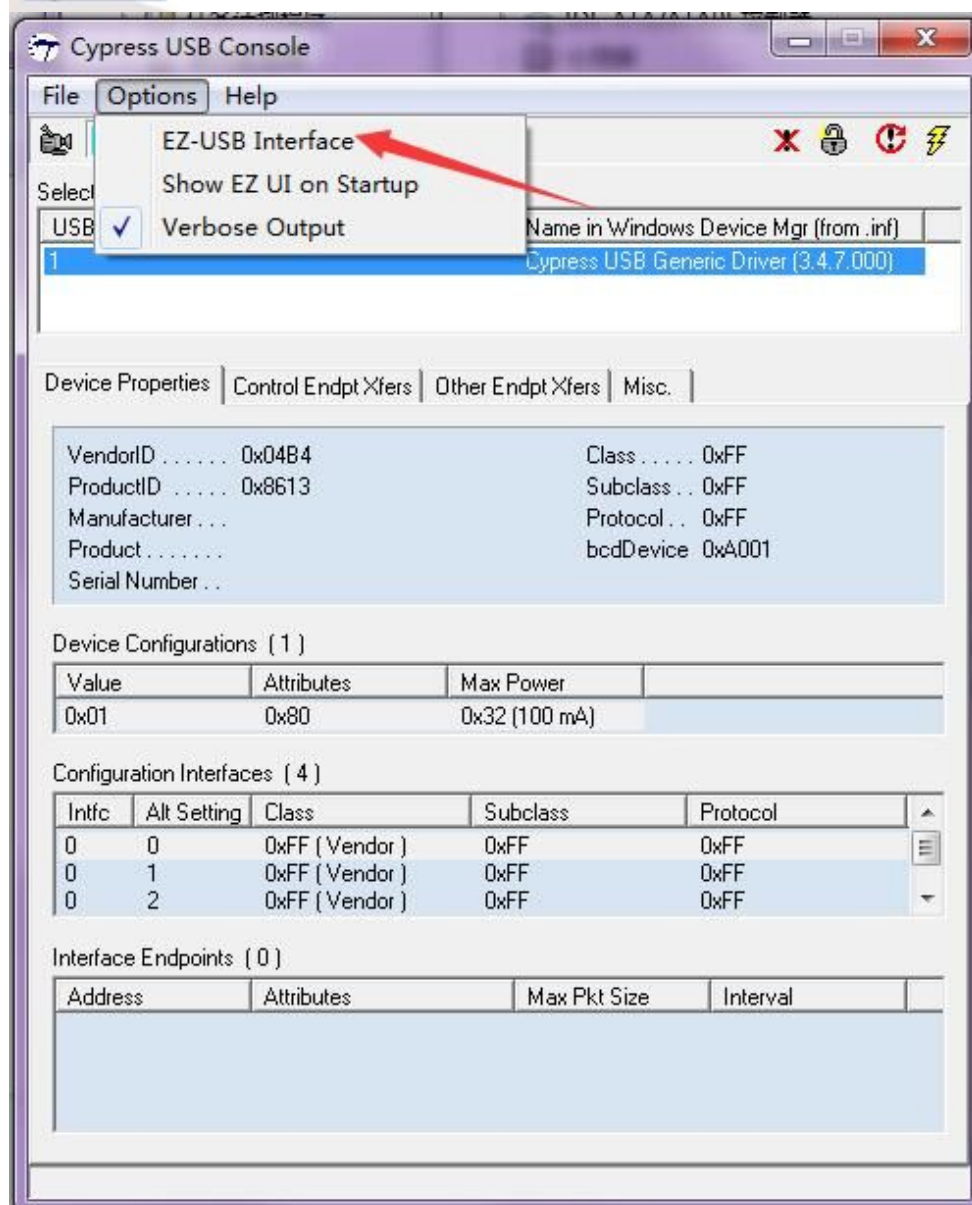 Cypress USB Console
File Options Help
EZ-USB Interface
Show EZ UI on Startup
Verbose Output
Select
USB Name in Windows Device Mgr (from .inf)
1 Cypress USB Generic Driver (3.4.7.000)
Device Properties Control Endpt Xfers Other Endpt Xfers Misc.
VendorID . . . . . . 0x04B4 Class . . . . . 0xFF
ProductID . . . . . 0x8613 Subclass . . 0xFF
Manufacturer . . . Protocol . . 0xFF
Product . . . . . . . bcdDevice 0xA001
Serial Number . .
Device Configurations ( 1 )
Value Attributes Max Power
0x01 0x80 0x32 (100 mA)
Configuration Interfaces ( 4 )
Intfc Alt Setting Class Subclass Protocol
0 0 0xFF ( Vendor ) 0xFF 0xFF
0 1 0xFF ( Vendor ) 0xFF 0xFF
0 2 0xFF ( Vendor ) 0xFF 0xFF
Interface Endpoints ( 0 )
Address Attributes Max Pkt Size Interval